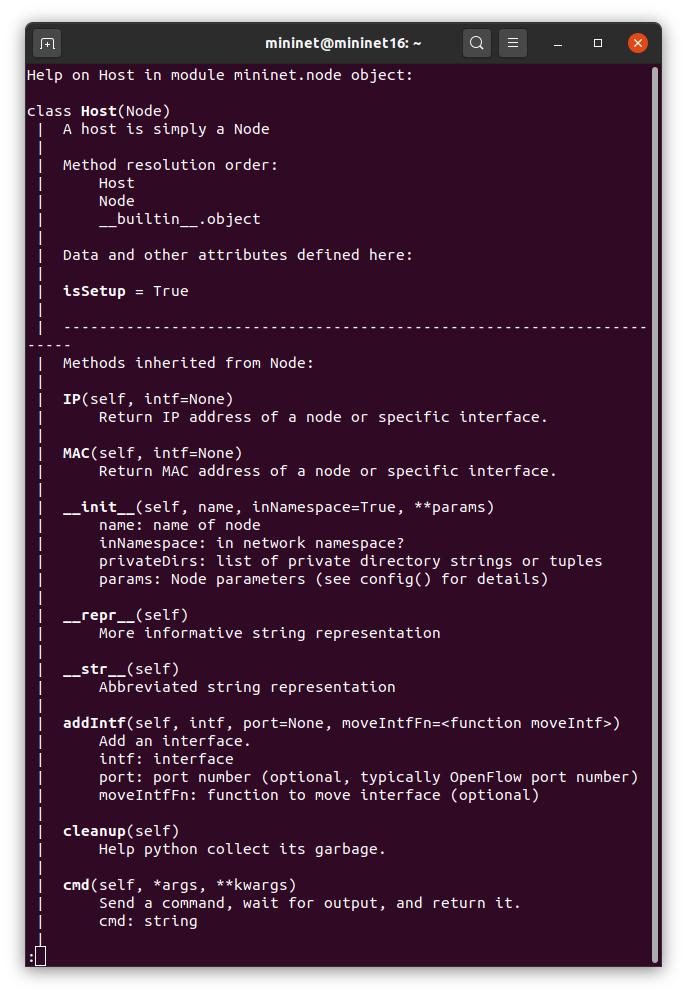 mininet@mininet16: ~
Help on Host in module mininet.node object:
class Host(Node)
 |  A host is simply a Node
 |
 |  Method resolution order:
 |      Host
 |      Node
 |      __builtin__.object
 |
 |  Data and other attributes defined here:
 |
 |  isSetup = True
 |
 |  -----------------------------------------------------------------
-----
 |  Methods inherited from Node:
 |
 |  IP(self, intf=None)
 |      Return IP address of a node or specific interface.
 |
 |  MAC(self, intf=None)
 |      Return MAC address of a node or specific interface.
 |
 |  __init__(self, name, inNamespace=True, **params)
 |      name: name of node
 |      inNamespace: in network namespace?
 |      privateDirs: list of private directory strings or tuples
 |      params: Node parameters (see config() for details)
 |
 |  __repr__(self)
 |      More informative string representation
 |
 |  __str__(self)
 |      Abbreviated string representation
 |
 |  addIntf(self, intf, port=None, moveIntfFn=<function moveIntf>)
 |      Add an interface.
 |      intf: interface
 |      port: port number (optional, typically OpenFlow port number)
 |      moveIntfFn: function to move interface (optional)
 |
 |  cleanup(self)
 |      Help python collect its garbage.
 |
 |  cmd(self, *args, **kwargs)
 |      Send a command, wait for output, and return it.
 |      cmd: string
 |
: